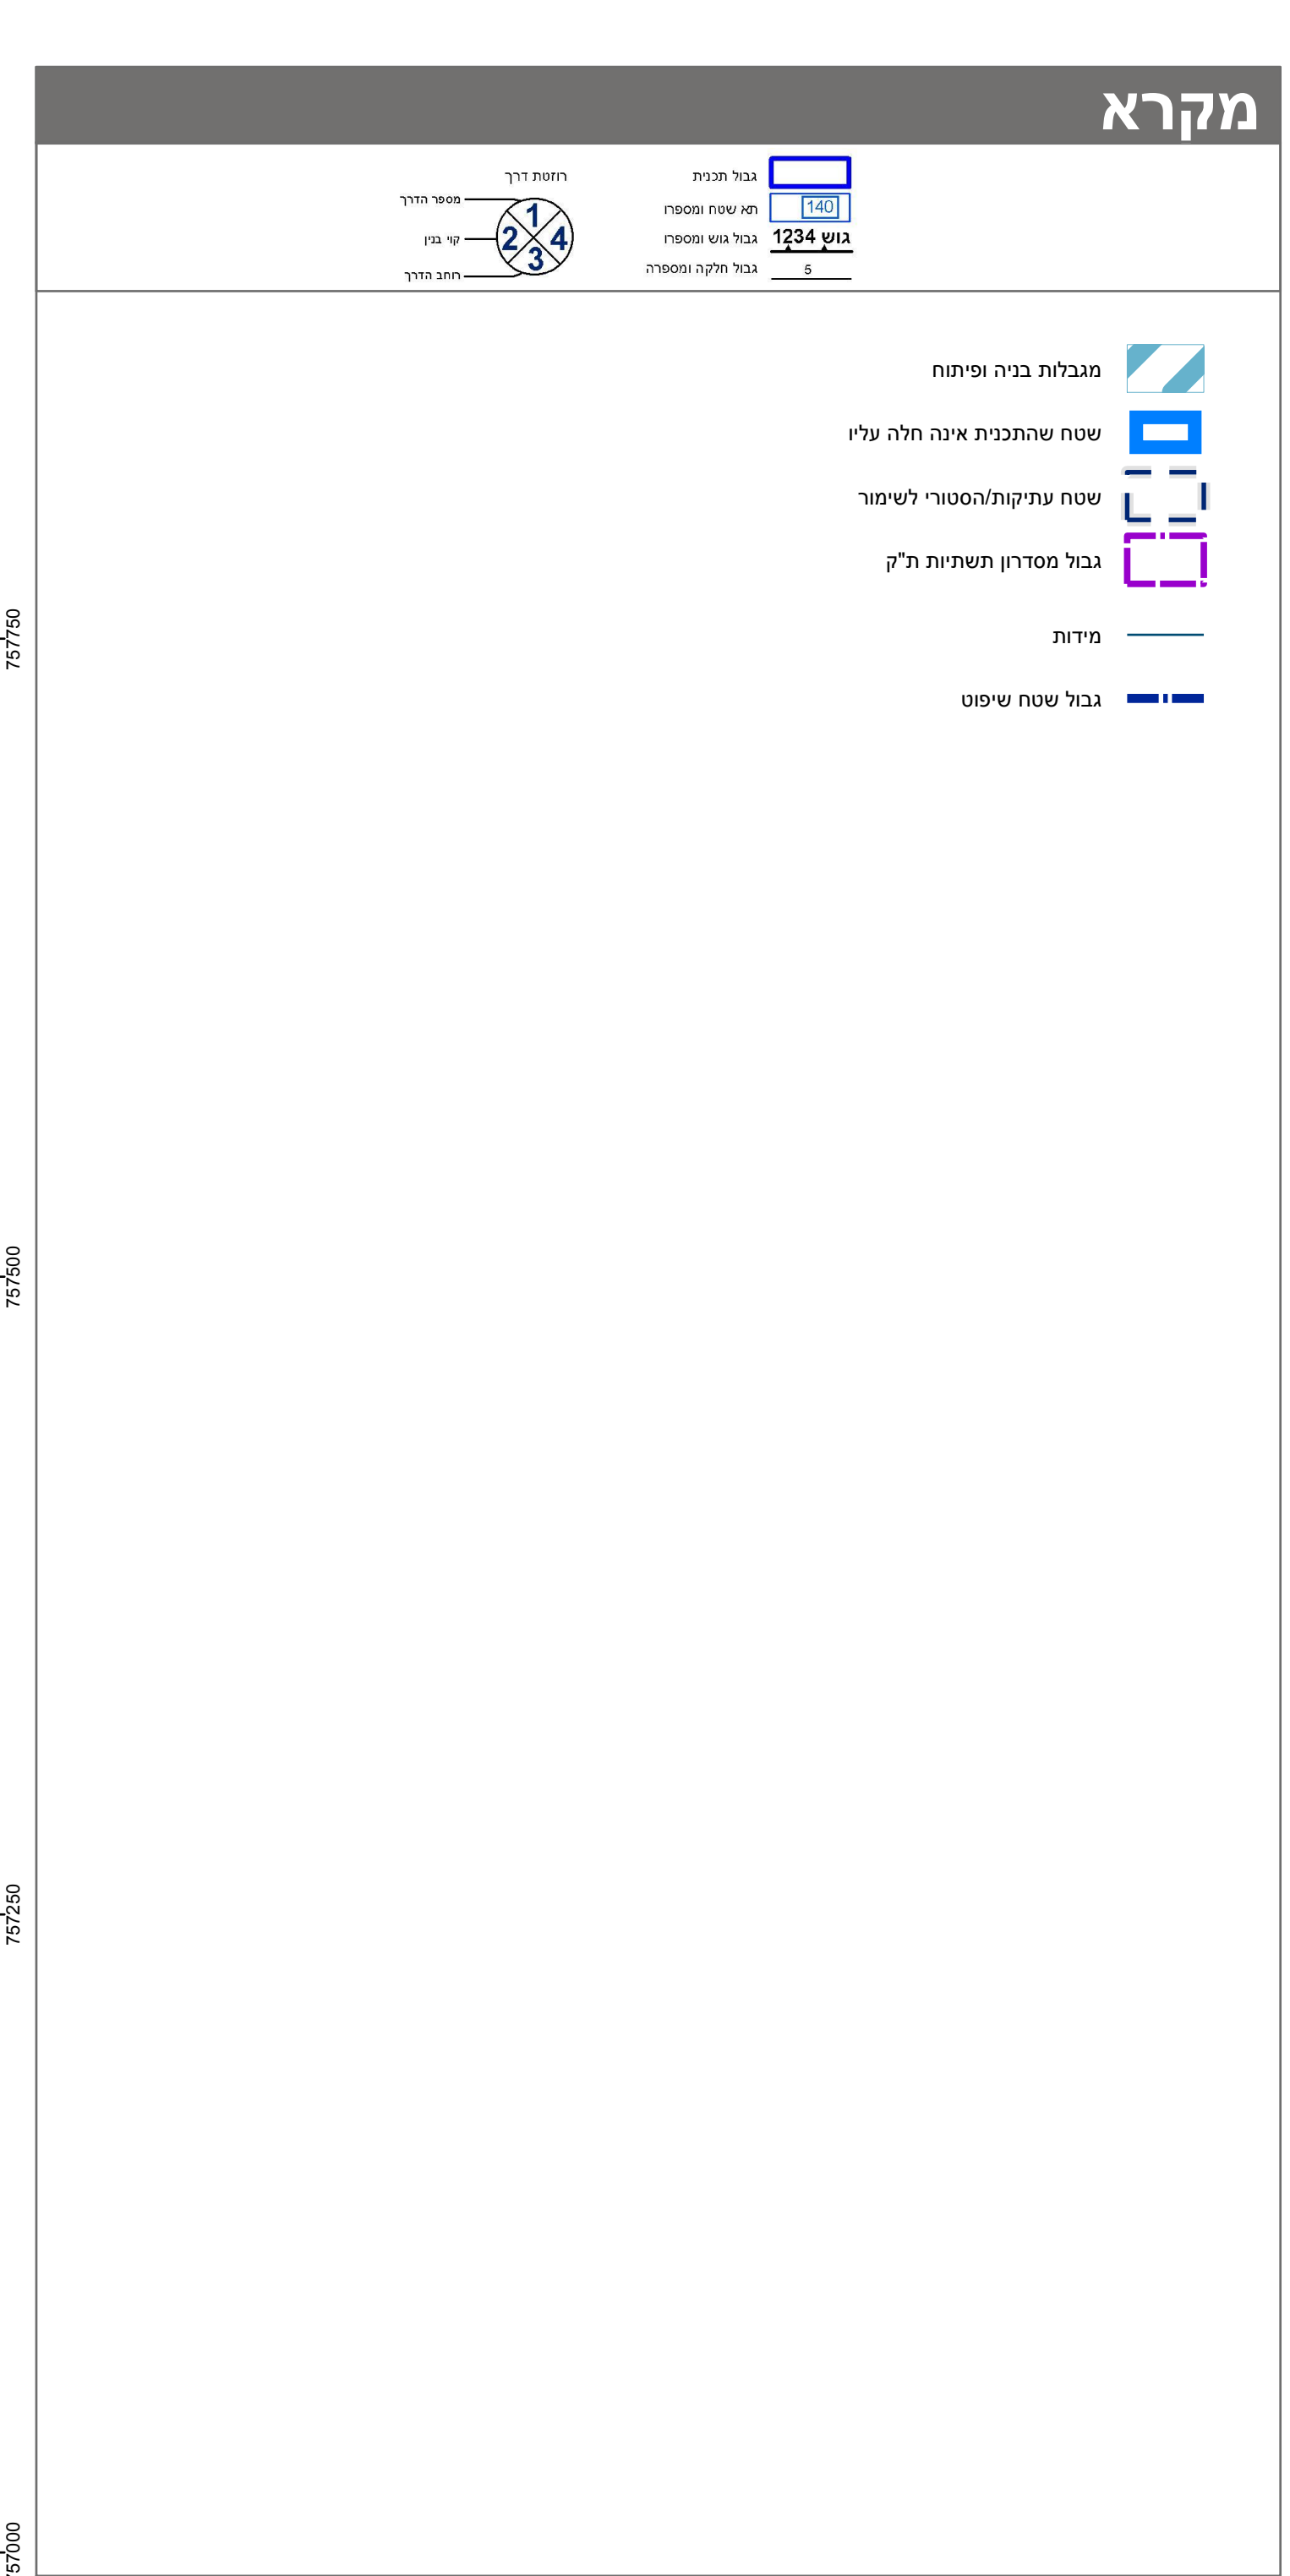 מקרא
גבול תכנית
140
תא שטח ומספרו
גוש 1234
גבול גוש ומספרו
5
גבול חלקה ומספרה
רוזטת דרך
מספר הדרך
קוי בנין
רוחב הדרך
1
2
4
3
מגבלות בניה ופיתוח
שטח שהתכנית אינה חלה עליו
שטח עתיקות/הסטורי לשימור
גבול מסדרון תשתיות ת"ק
מידות
גבול שטח שיפוט
757750
757500
757250